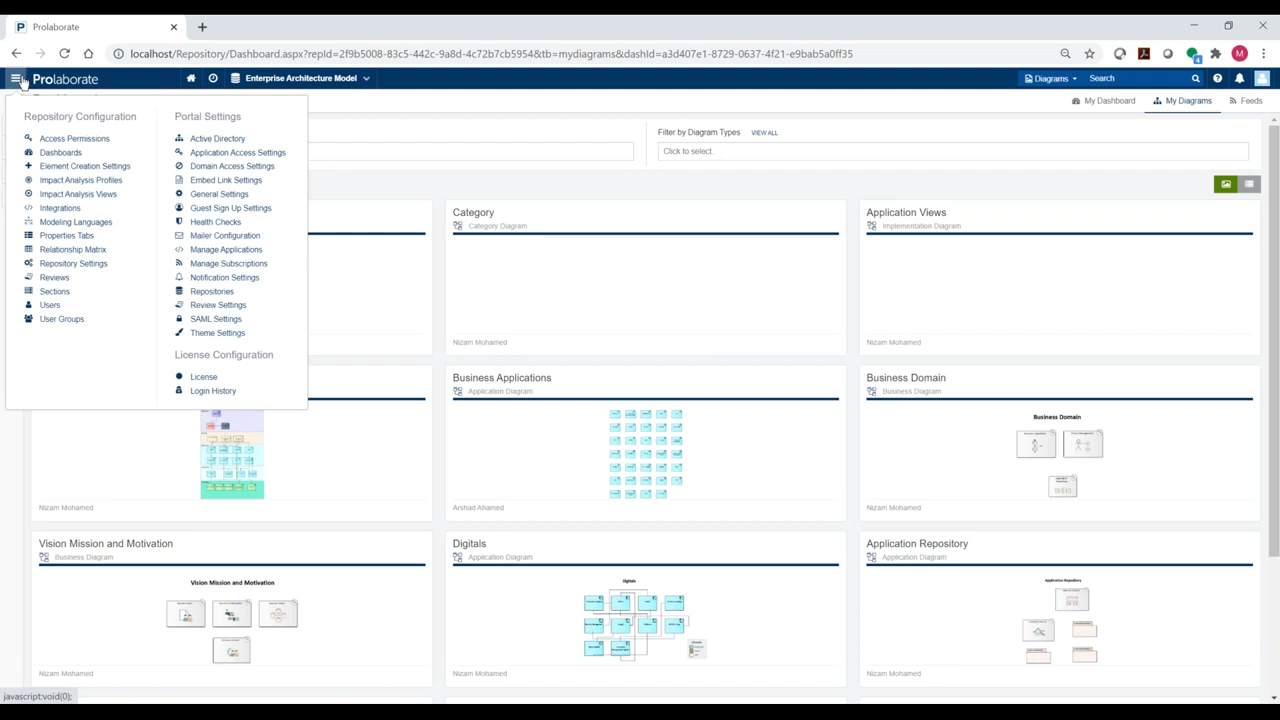 Prolaborate
localhost/Repository/Dashboard.aspx?repId=2f9b5008-83c5-442c-9a8d-4c72b7cb5954&tb=mydiagrams&dashId=a3d407e1-8729-0637-4f21-e9bab5a0ff35
M
4
Prolaborate
Enterprise Architecture Model
Diagrams
Search
My Dashboard
My Diagrams
Feeds
Repository Configuration
Access Permissions
Dashboards
Element Creation Settings
Impact Analysis Profiles
Impact Analysis Views
Integrations
Modeling Languages
Properties Tabs
Relationship Matrix
Repository Settings
Reviews
Sections
Users
User Groups
Portal Settings
Active Directory
Application Access Settings
Domain Access Settings
Embed Link Settings
General Settings
Guest Sign Up Settings
Health Checks
Mailer Configuration
Manage Applications
Manage Subscriptions
Notification Settings
Repositories
Review Settings
SAML Settings
Theme Settings
License Configuration
License
Login History
Filter by Diagram Types VIEW ALL
Click to select.
Category
Category Diagram
Nizam Mohamed
Application Views
Implementation Diagram
Nizam Mohamed
Nizam Mohamed
Business Applications
Application Diagram
Arshad Ahamed
Business Domain
Business Diagram
Business Domain
Nizam Mohamed
Vision Mission and Motivation
Business Diagram
Vision Mission and Motivation
Nizam Mohamed
Digitals
Application Diagram
Digitals
Nizam Mohamed
Application Repository
Application Diagram
Application Repository
Nizam Mohamed
javascript:void(0);